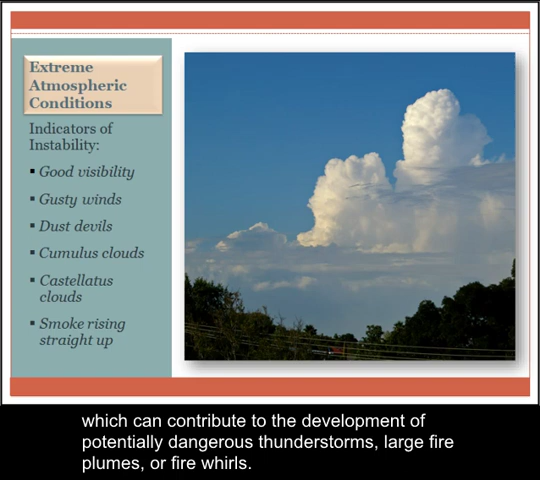 Extreme
Atmospheric
Conditions
Indicators of
Instability:
▪ Good visibility
▪ Gusty winds
▪ Dust devils
▪ Cumulus clouds
▪ Castellatus
clouds
▪ Smoke rising
straight up
which can contribute to the development of
potentially dangerous thunderstorms, large fire
plumes, or fire whirls.